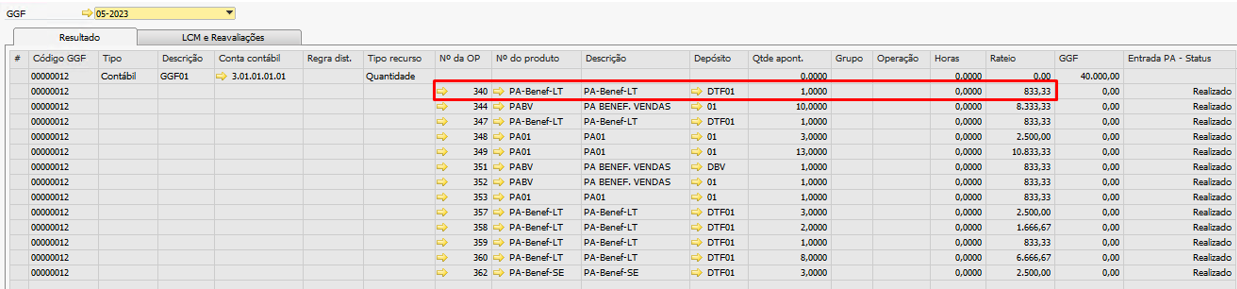 GGF 05-2023
Resultado LCM e Reavaliações
# Código GGF Tipo Descrição Conta contábil Regra dist. Tipo recurso Nº da OP Nº do produto Descrição Depósito Qtde apont. Grupo Operação Horas Rateio GGF Entrada PA - Status
00000012 Contábil GGF01 3.01.01.01.01 Quantidade 0,0000 0,0000 0,00 40.000,00
00000012 340 PA-Benef-LT PA-Benef-LT DTF01 1,0000 0,0000 833,33 0,00 Realizado
00000012 344 PABV PA BENEF. VENDAS 01 10,0000 0,0000 8.333,33 0,00 Realizado
00000012 347 PA-Benef-LT PA-Benef-LT DTF01 1,0000 0,0000 833,33 0,00 Realizado
00000012 348 PA01 PA01 01 3,0000 0,0000 2.500,00 0,00 Realizado
00000012 349 PA01 PA01 01 13,0000 0,0000 10.833,33 0,00 Realizado
00000012 351 PABV PA BENEF. VENDAS DBV 1,0000 0,0000 833,33 0,00 Realizado
00000012 352 PABV PA BENEF. VENDAS 01 1,0000 0,0000 833,33 0,00 Realizado
00000012 353 PA01 PA01 01 1,0000 0,0000 833,33 0,00 Realizado
00000012 357 PA-Benef-LT PA-Benef-LT DTF01 3,0000 0,0000 2.500,00 0,00 Realizado
00000012 358 PA-Benef-LT PA-Benef-LT DTF01 2,0000 0,0000 1.666,67 0,00 Realizado
00000012 359 PA-Benef-LT PA-Benef-LT DTF01 1,0000 0,0000 833,33 0,00 Realizado
00000012 360 PA-Benef-LT PA-Benef-LT DTF01 8,0000 0,0000 6.666,67 0,00 Realizado
00000012 362 PA-Benef-SE PA-Benef-SE DTF01 3,0000 0,0000 2.500,00 0,00 Realizado